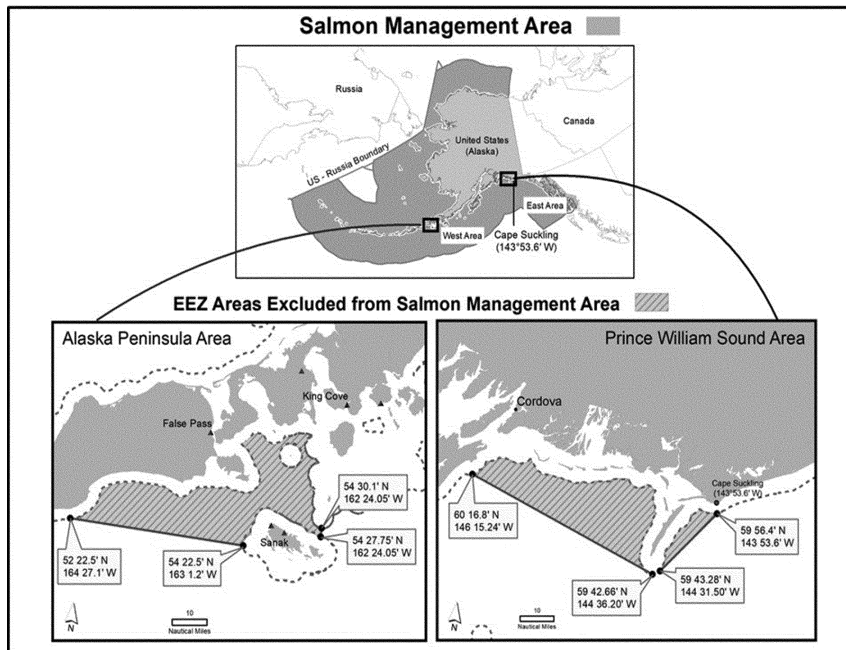 Salmon Management Area
Russia
Canada
United States
(Alaska)
US - Russia Boundary
East Area
West Area
Cape Suckling
(143°53.6' W)
EEZ Areas Excluded from Salmon Management Area
Alaska Peninsula Area
King Cove
False Pass
54 30.1' N
162 24.05' W
Sanak
54 27.75' N
162 24.05' W
52 22.5' N
164 27.1' W
54 22.5' N
163 1.2' W
N
10
Nautical Miles
Prince William Sound Area
Cordova
Cape Suckling
(143°53.6' W)
60 16.8' N
146 15.24' W
59 56.4' N
143 53.6' W
59 43.28' N
144 31.50' W
59 42.66' N
144 36.20' W
N
10
Nautical Miles